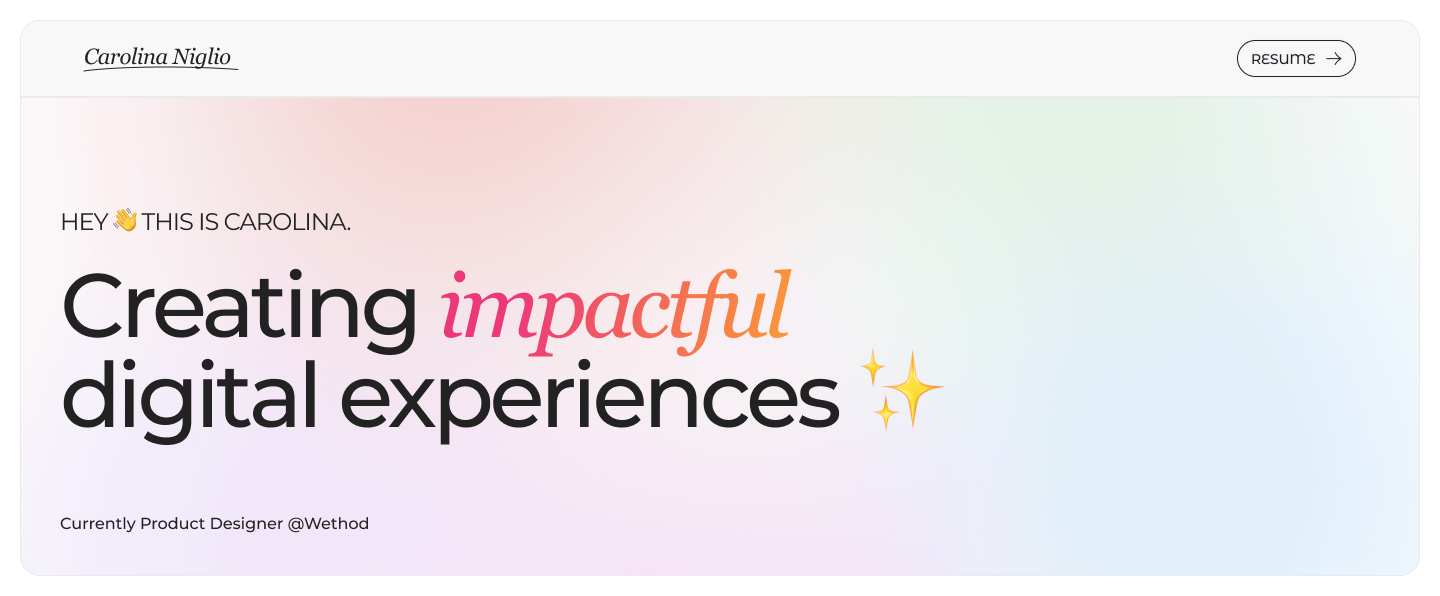 Carolina Niglio
RESUME →
HEY 👋 THIS IS CAROLINA.
Creating impactful
digital experiences ✨
Currently Product Designer @Wethod